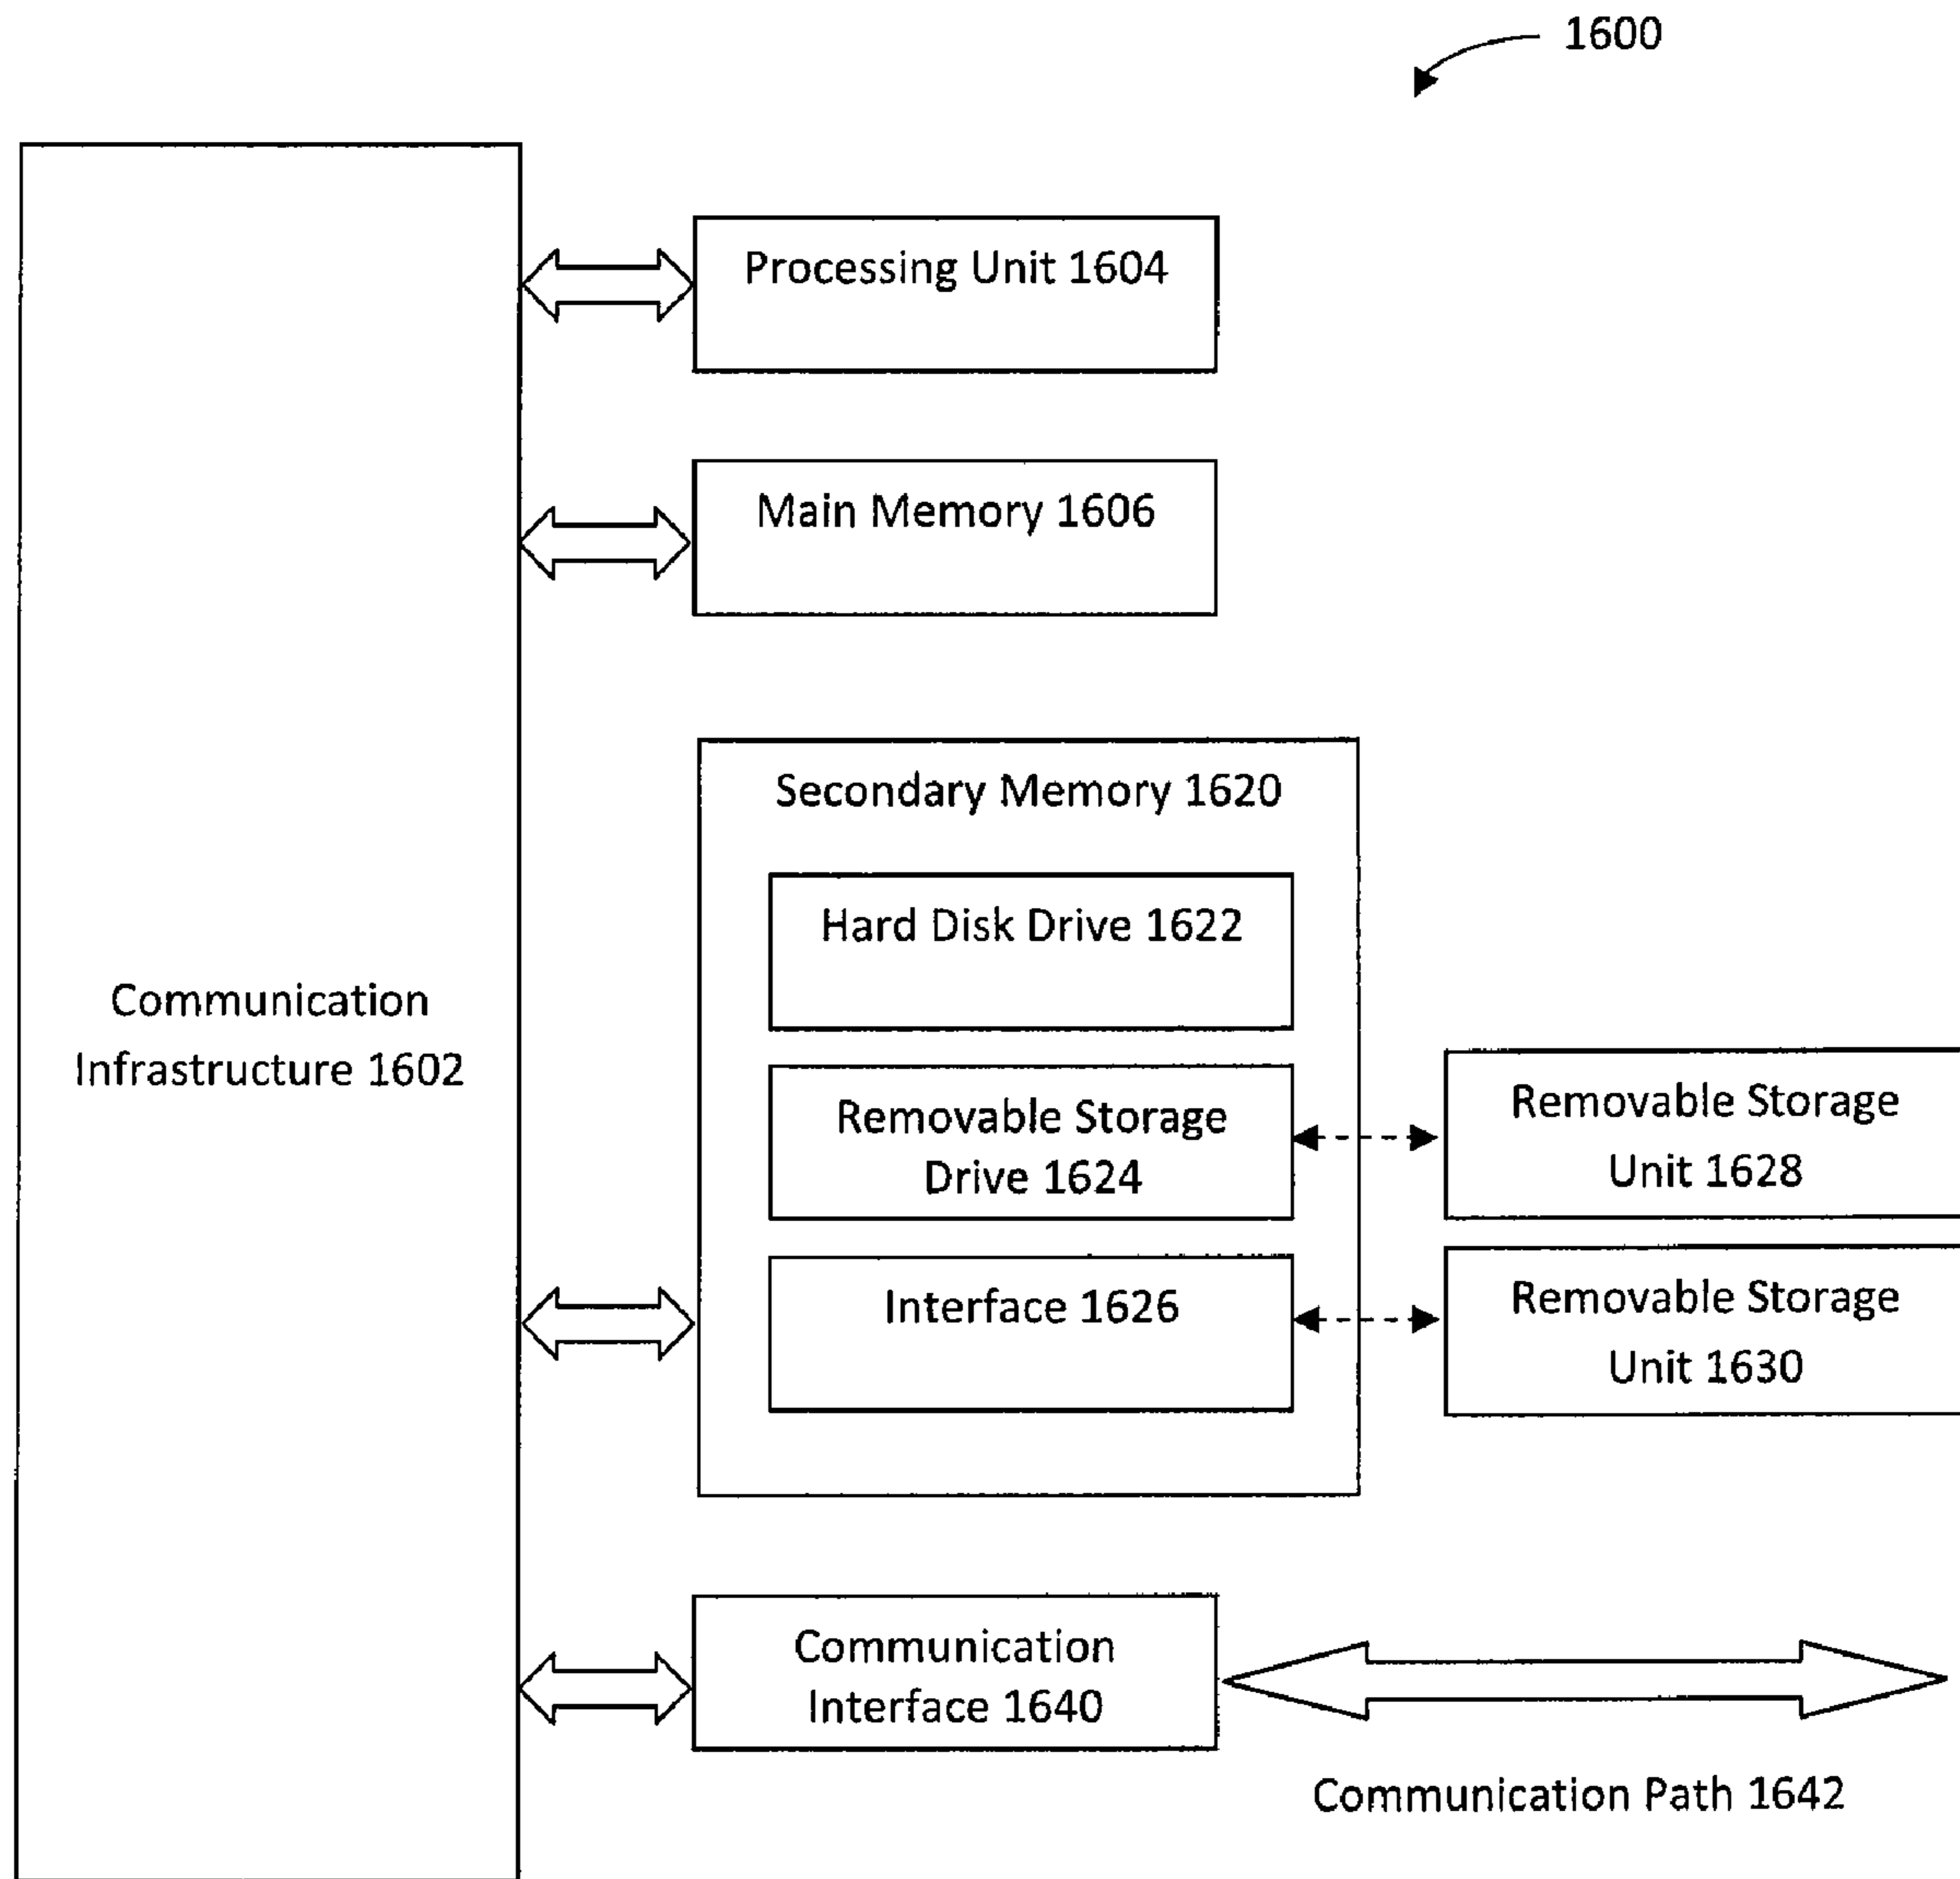 1600
Processing Unit 1604
Main Memory 1606
Secondary Memory 1620
Hard Disk Drive 1622
Communication
Infrastructure 1602
Removable Storage
Drive 1624
Removable Storage
Unit 1628
Interface 1626
Removable Storage
Unit 1630
Communication
Interface 1640
Communication Path 1642